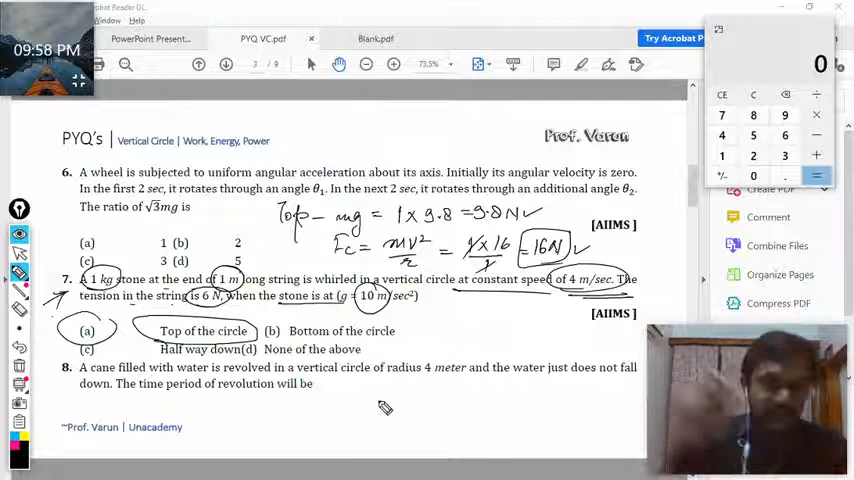 Acrobat Reader DC
Window Help
09:58 PM
PowerPoint Present...
PYQ VC.pdf
Blank.pdf
Try Acrobat P
3 / 9
73.5%
0
CE C ÷
7 8 9 ×
4 5 6 −
1 2 3 +
+/- 0 . =
PYQ's | Vertical Circle | Work, Energy, Power
Prof. Varun
6. A wheel is subjected to uniform angular acceleration about its axis. Initially its angular velocity is zero.
In the first 2 sec, it rotates through an angle θ₁. In the next 2 sec, it rotates through an additional angle θ₂.
The ratio of √3mg is
Top – mg = 1 × 9.8 = 9.8N ✓
[AIIMS]
(a) 1 (b) 2
Fc = mv²/r = 1×16/1 = 16N ✓
(c) 3 (d) 5
7. A 1 kg stone at the end of 1 m long string is whirled in a vertical circle at constant speed of 4 m/sec. The
tension in the string is 6 N, when the stone is at (g = 10 m/sec²)
[AIIMS]
(a) Top of the circle (b) Bottom of the circle
(c) Half way down(d) None of the above
8. A cane filled with water is revolved in a vertical circle of radius 4 meter and the water just does not fall
down. The time period of revolution will be
~Prof. Varun | Unacademy
Create PDF
Comment
Combine Files
Organize Pages
Compress PDF